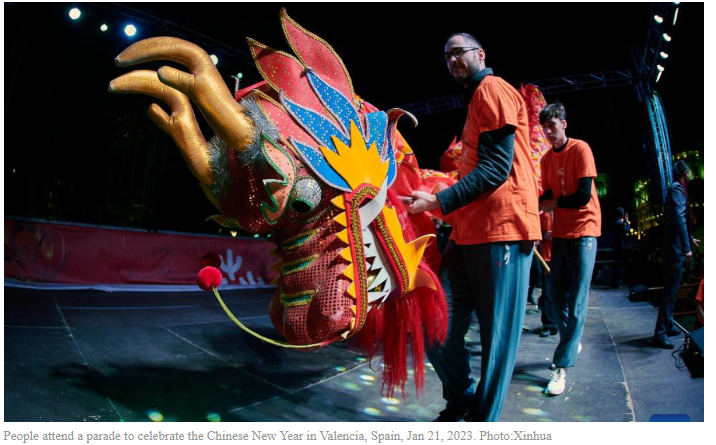 People attend a parade to celebrate the Chinese New Year in Valencia, Spain, Jan 21, 2023. Photo:Xinhua